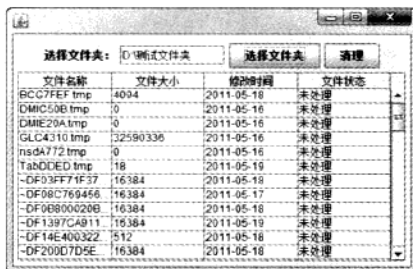 选择文件夹： D:\测试文件夹 选择文件夹 清理
文件名称 文件大小 修改时间 文件状态
BCG7FEF.tmp 4094 2011-05-18 未处理
DMIC50B.tmp 0 2011-05-16 未处理
DMIE20A.tmp 0 2011-05-16 未处理
GLC4310.tmp 32590336 2011-05-16 未处理
nsdA772.tmp 0 2011-05-16 未处理
TabDDED.tmp 18 2011-05-19 未处理
~DF03FF71F37... 16384 2011-05-18 未处理
~DF08C769456... 16384 2011-05-17 未处理
~DF0B800020B... 16384 2011-05-18 未处理
~DF1397CA911... 16384 2011-05-19 未处理
~DF14E400322... 512 2011-05-18 未处理
~DF200D7D5E... 16384 2011-05-18 未处理